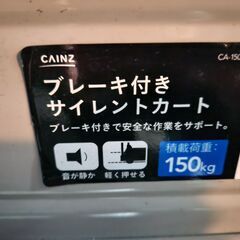 CAINZ
CA-150
ブレーキ付き
サイレントカート
ブレーキ付きで安全な作業をサポート。
音が静か
軽く押せる
積載荷重:
150kg